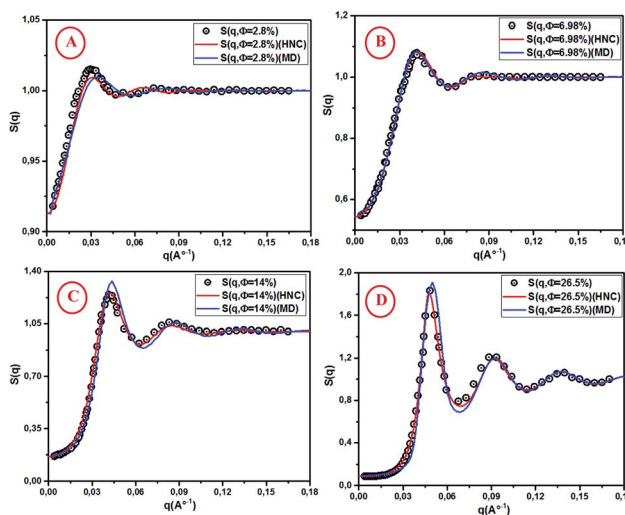 A
S(q,Φ=2.8%)
S(q,Φ=2.8%)(HNC)
S(q,Φ=2.8%)(MD)
1,05
1,00
0,95
0,90
S(q)
0,00 0,03 0,06 0,09 0,12 0,15 0,18
q(A°⁻¹)
B
S(q,Φ=6.98%)
S(q,Φ=6.98%)(HNC)
S(q,Φ=6.98%)(MD)
1,2
1,0
0,8
0,6
S(q)
0,00 0,03 0,06 0,09 0,12 0,15 0,18
q(A°⁻¹)
C
S(q,Φ=14%)
S(q,Φ=14%)(HNC)
S(q,Φ=14%)(MD)
1,40
1,05
0,70
0,35
0,00
S(q)
0,00 0,03 0,06 0,09 0,12 0,15 0,18
q(A°⁻¹)
D
S(q,Φ=26.5%)
S(q,Φ=26.5%)(HNC)
S(q,Φ=26.5%)(MD)
2,0
1,6
1,2
0,8
0,4
0,0
S(q)
0,00 0,03 0,06 0,09 0,12 0,15 0,18
q(A°⁻¹)